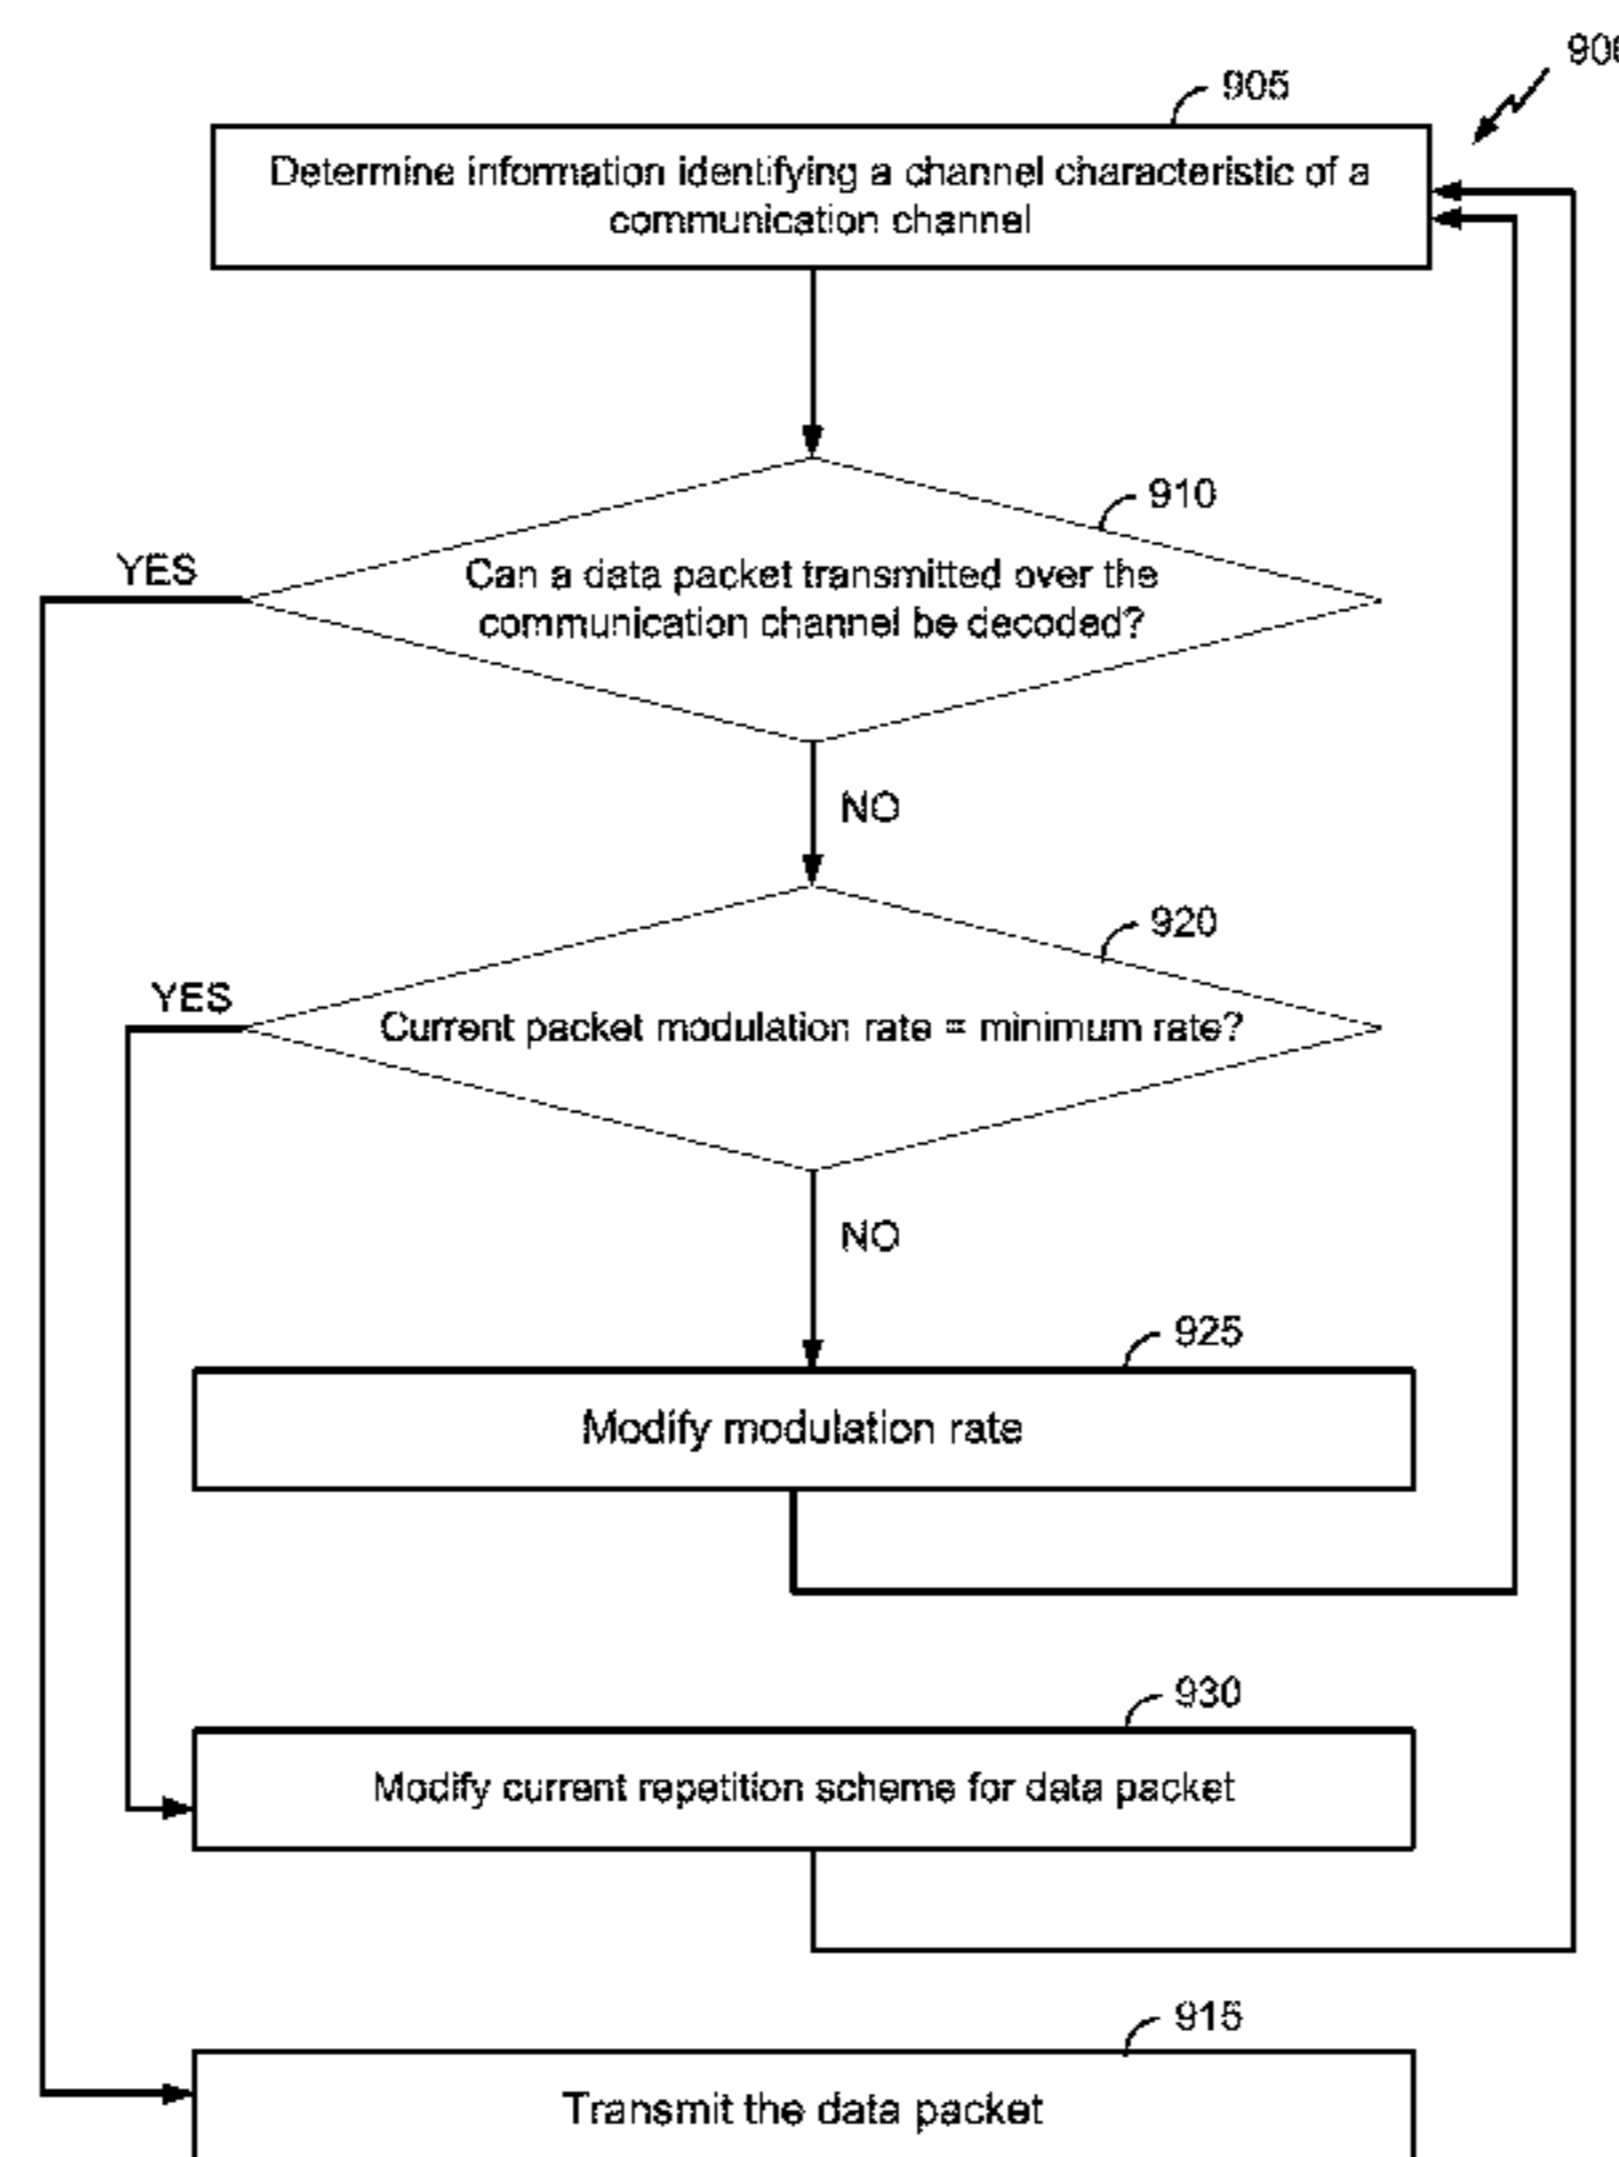 905
Determine information identifying a channel characteristic of a
communication channel
910
YES
Can a data packet transmitted over the
communication channel be decoded?
NO
920
YES
Current packet modulation rate = minimum rate?
NO
925
Modify modulation rate
930
Modify current repetition scheme for data packet
915
Transmit the data packet